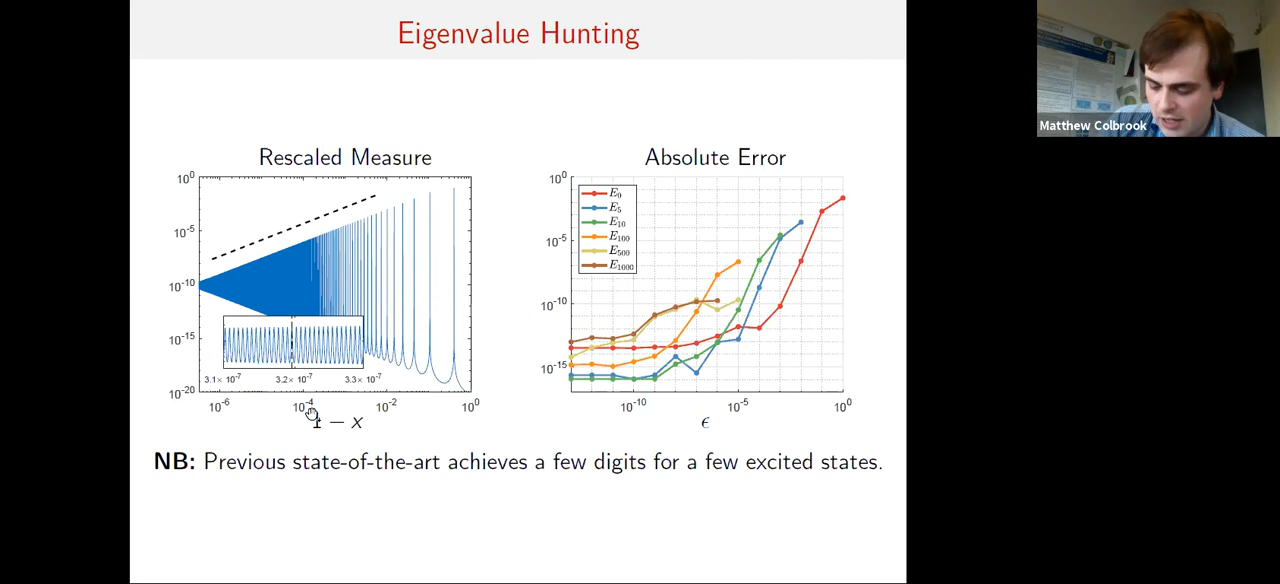 Eigenvalue Hunting
Matthew Colbrook
Rescaled Measure
10^0
10^-5
10^-10
10^-15
10^-20
3.1× 10^-7
3.2× 10^-7
3.3× 10^-7
10^-6
10^-4
10^-2
10^0
1 − x
Absolute Error
10^0
10^-5
10^-10
10^-15
E_0
E_5
E_10
E_100
E_500
E_1000
10^-10
10^-5
10^0
ϵ
NB: Previous state-of-the-art achieves a few digits for a few excited states.